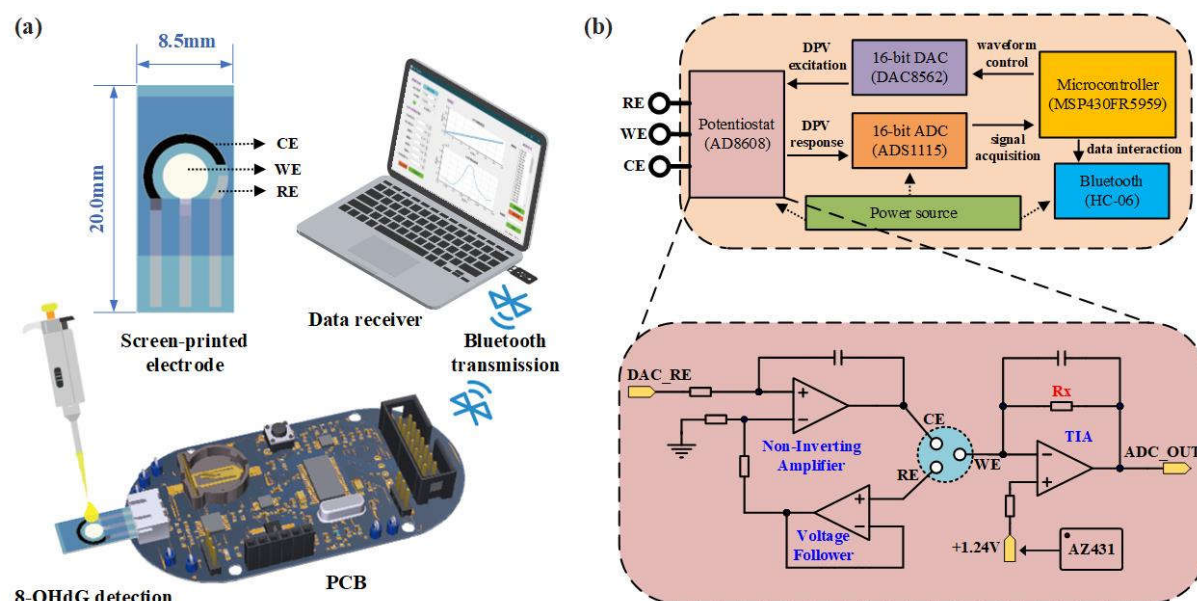 (a)
8.5mm
20.0mm
CE
WE
RE
Screen-printed
electrode
Data receiver
Bluetooth
transmission
PCB
8-OHdG detection
(b)
RE
WE
CE
Potentiostat
(AD8608)
DPV
excitation
DPV
response
16-bit DAC
(DAC8562)
16-bit ADC
(ADS1115)
waveform
control
signal
acquisition
Microcontroller
(MSP430FR5959)
data interaction
Bluetooth
(HC-06)
Power source
DAC_RE
Non-Inverting
Amplifier
CE
RE
WE
Voltage
Follower
Rx
TIA
ADC_OUT
+1.24V
AZ431